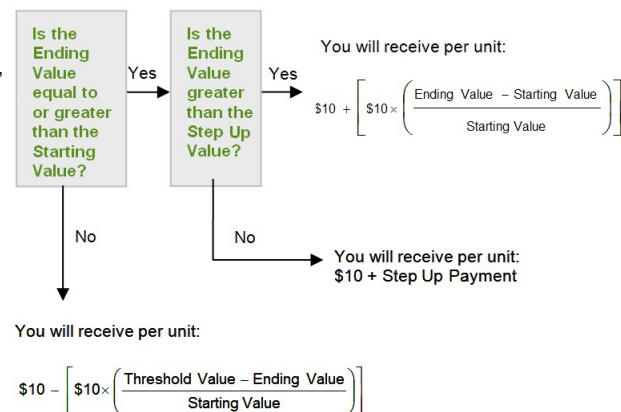 Is the
Ending
Value
equal to
or greater
than the
Starting
Value?
Yes
Is the
Ending
Value
greater
than the
Step Up
Value?
Yes
You will receive per unit:
$10 + [ $10 × ( Ending Value – Starting Value
Starting Value ) ]
No
No
You will receive per unit:
$10 + Step Up Payment
You will receive per unit:
$10 – [ $10× ( Threshold Value – Ending Value
Starting Value ) ]